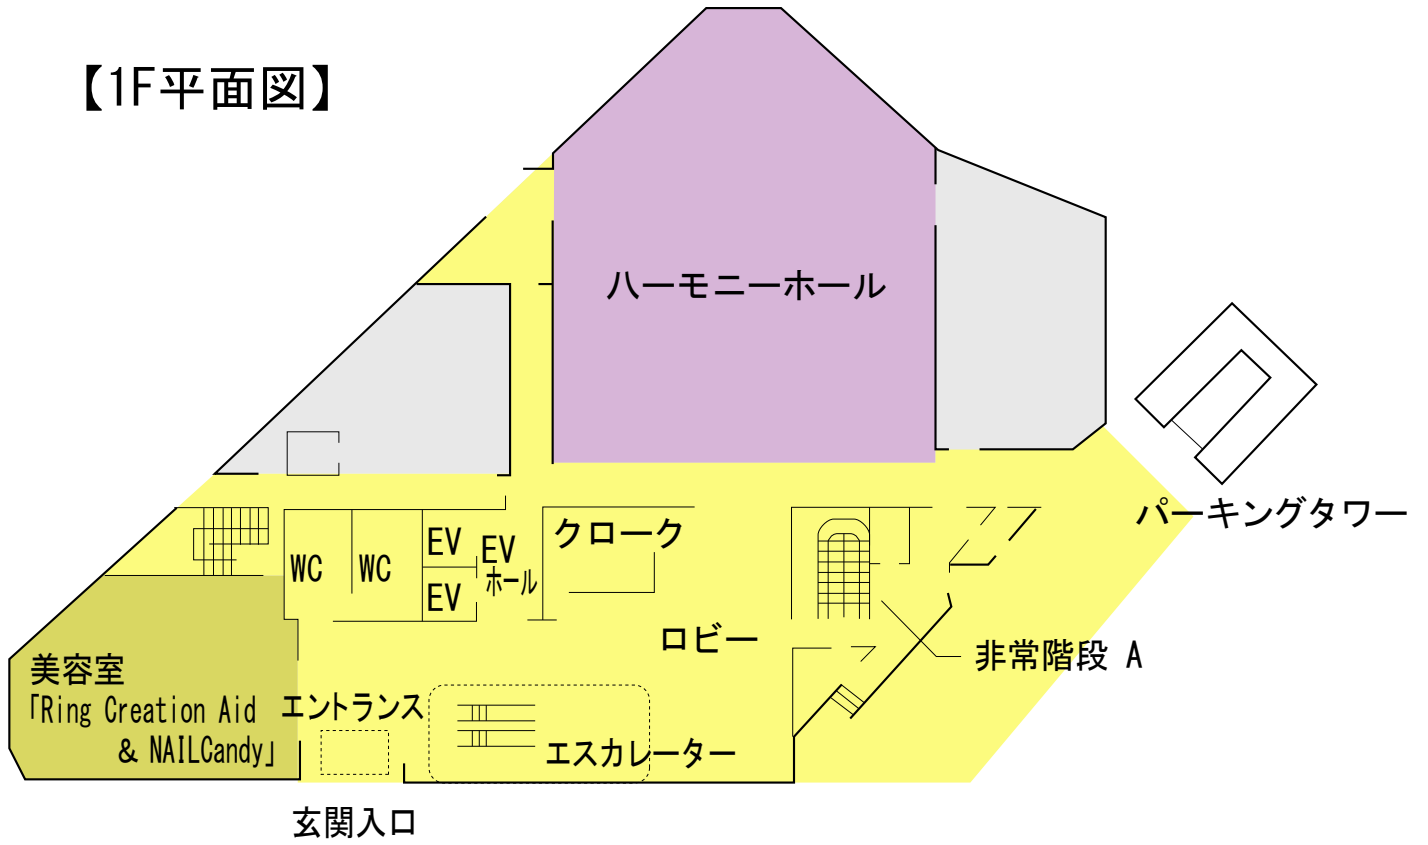 【1F平面図】
ハーモニーホール
パーキングタワー
クローク
EV
EV
ホール
WC
WC
EV
ロビー
非常階段 A
美容室
「Ring Creation Aid
& NAILCandy」
エントランス
エスカレーター
玄関入口